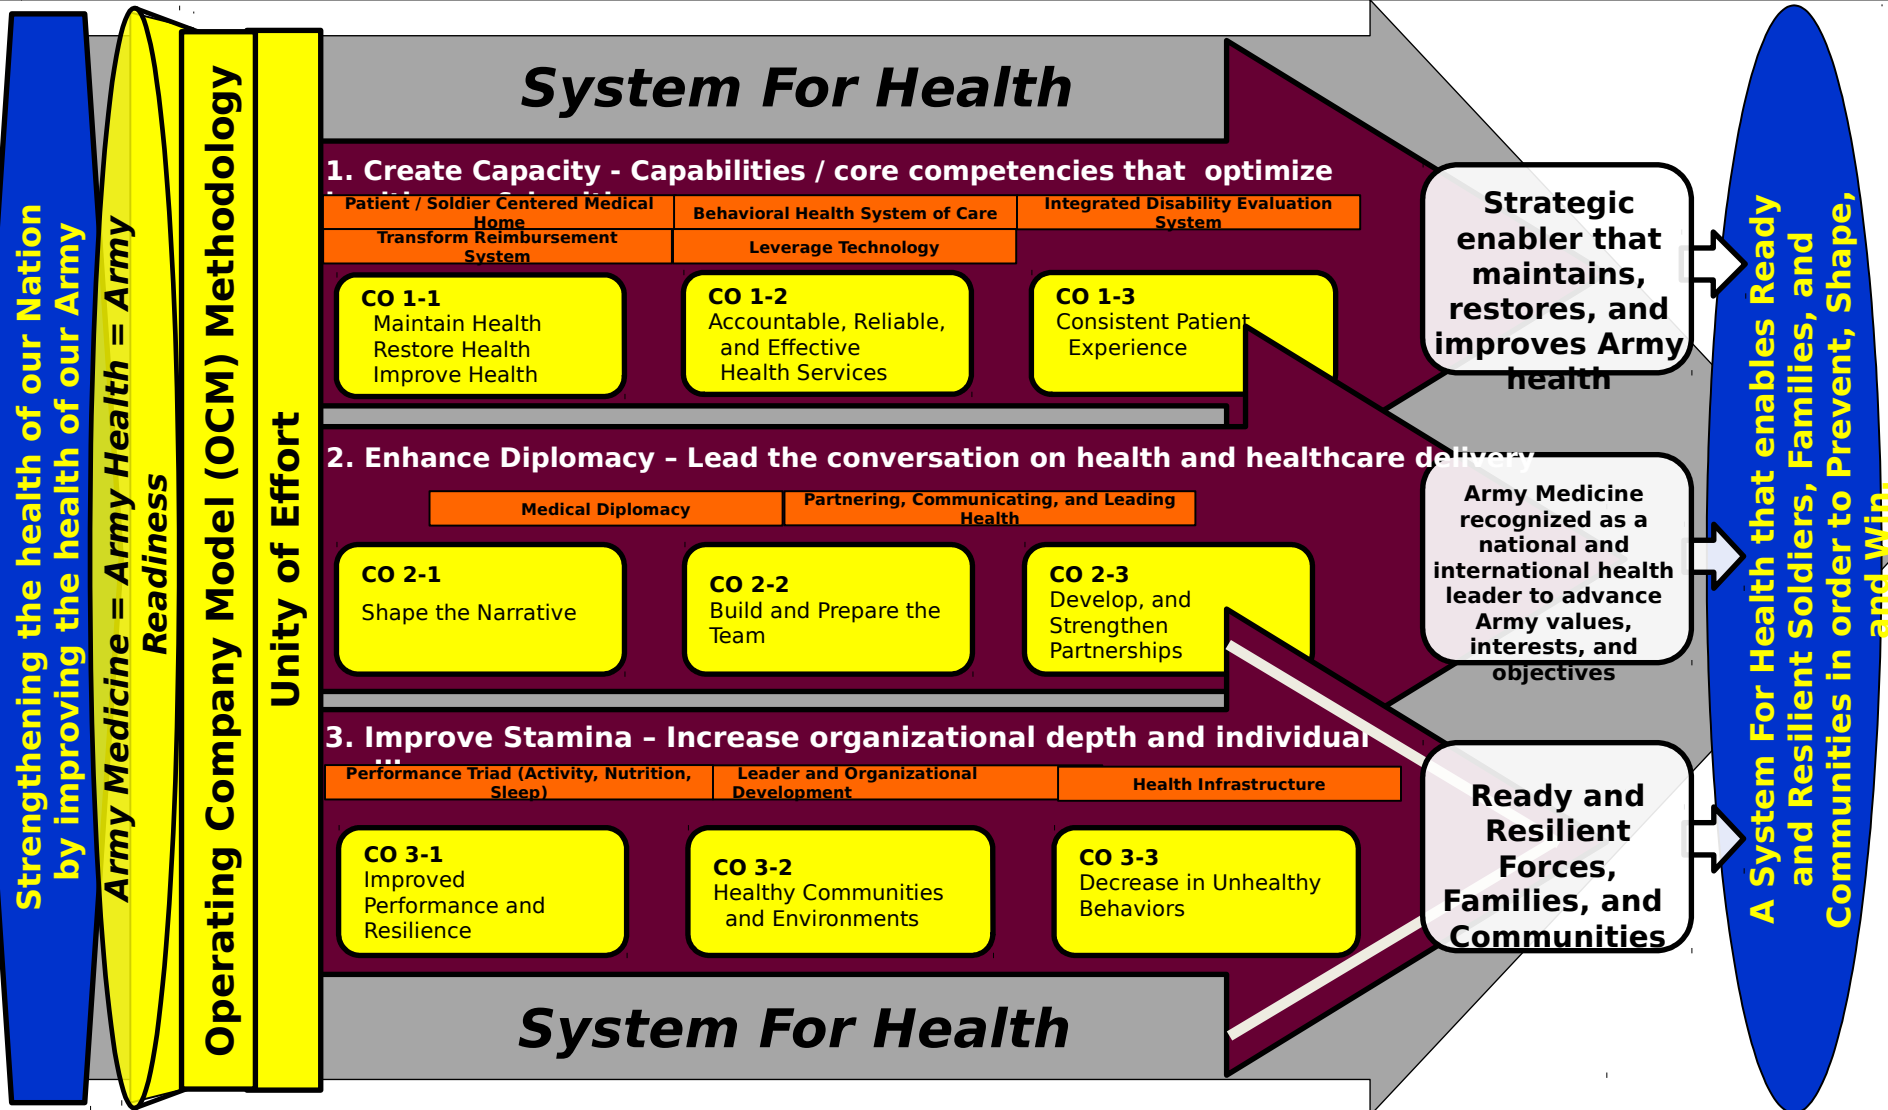 Strengthening the health of our Nation
by improving the health of our Army
Army Medicine = Army Health = Army
Readiness
Operating Company Model (OCM) Methodology
Unity of Effort
System For Health
1. Create Capacity - Capabilities / core competencies that  optimize
Patient / Soldier Centered Medical
Home
Behavioral Health System of Care
Integrated Disability Evaluation
System
Transform Reimbursement
System
Leverage Technology
CO 1-1
Maintain Health
Restore Health
Improve Health
CO 1-2
Accountable, Reliable,
and Effective
Health Services
CO 1-3
Consistent Patient
Experience
Strategic
enabler that
maintains,
restores, and
improves Army
health
2. Enhance Diplomacy – Lead the conversation on health and healthcare delivery
Medical Diplomacy
Partnering, Communicating, and Leading
Health
CO 2-1
Shape the Narrative
CO 2-2
Build and Prepare the
Team
CO 2-3
Develop, and
Strengthen
Partnerships
Army Medicine
recognized as a
national and
international health
leader to advance
Army values,
interests, and
objectives
3. Improve Stamina – Increase organizational depth and individual
Performance Triad (Activity, Nutrition,
Sleep)
Leader and Organizational
Development
Health Infrastructure
CO 3-1
Improved
Performance and
Resilience
CO 3-2
Healthy Communities
and Environments
CO 3-3
Decrease in Unhealthy
Behaviors
Ready and
Resilient
Forces,
Families, and
Communities
System For Health
A System For Health that enables Ready
and Resilient Soldiers, Families, and
Communities in order to Prevent, Shape,
and Win.